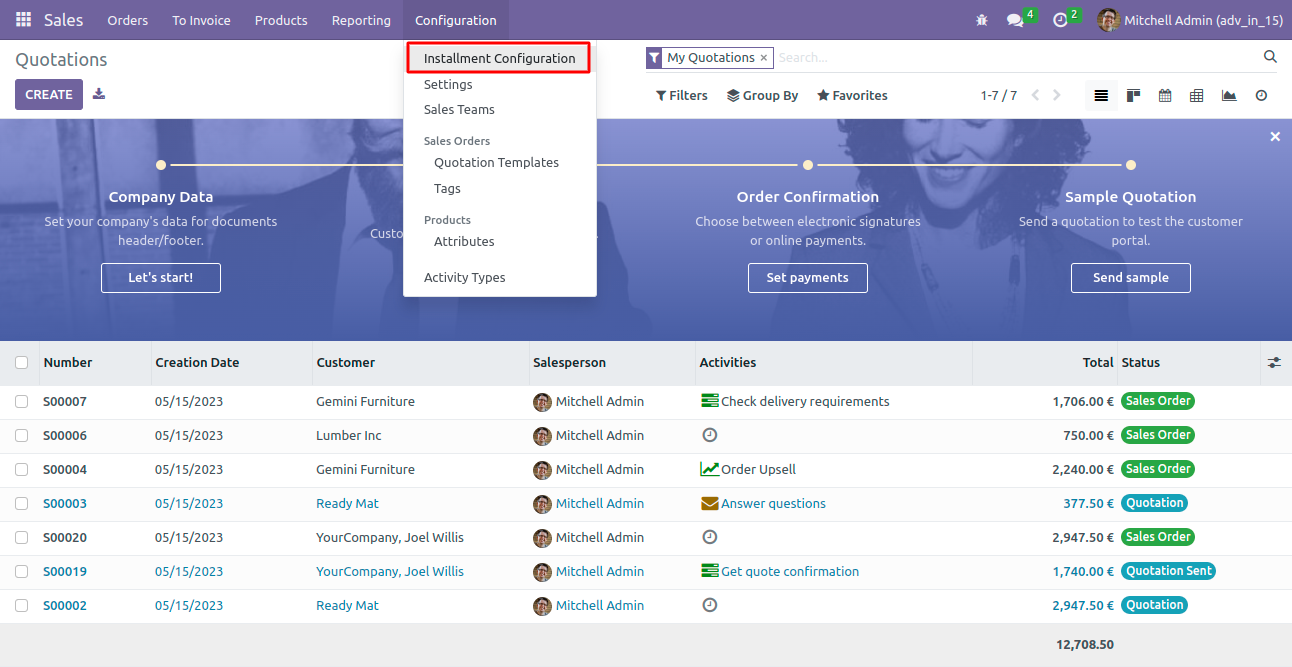 Sales Orders To Invoice Products Reporting Configuration 4 2 Mitchell Admin (adv_in_15)
Quotations
My Quotations × Search...
CREATE
Filters Group By Favorites 1-7 / 7
Installment Configuration
Settings
Sales Teams
Sales Orders
Quotation Templates
Tags
Products
Attributes
Activity Types
Company Data
Set your company's data for documents
header/footer.
Let's start!
Custo
Order Confirmation
Choose between electronic signatures
or online payments.
Set payments
Sample Quotation
Send a quotation to test the customer
portal.
Send sample
Number Creation Date Customer Salesperson Activities Total Status
S00007 05/15/2023 Gemini Furniture Mitchell Admin Check delivery requirements 1,706.00 € Sales Order
S00006 05/15/2023 Lumber Inc Mitchell Admin 750.00 € Sales Order
S00004 05/15/2023 Gemini Furniture Mitchell Admin Order Upsell 2,240.00 € Sales Order
S00003 05/15/2023 Ready Mat Mitchell Admin Answer questions 377.50 € Quotation
S00020 05/15/2023 YourCompany, Joel Willis Mitchell Admin 2,947.50 € Sales Order
S00019 05/15/2023 YourCompany, Joel Willis Mitchell Admin Get quote confirmation 1,740.00 € Quotation Sent
S00002 05/15/2023 Ready Mat Mitchell Admin 2,947.50 € Quotation
12,708.50